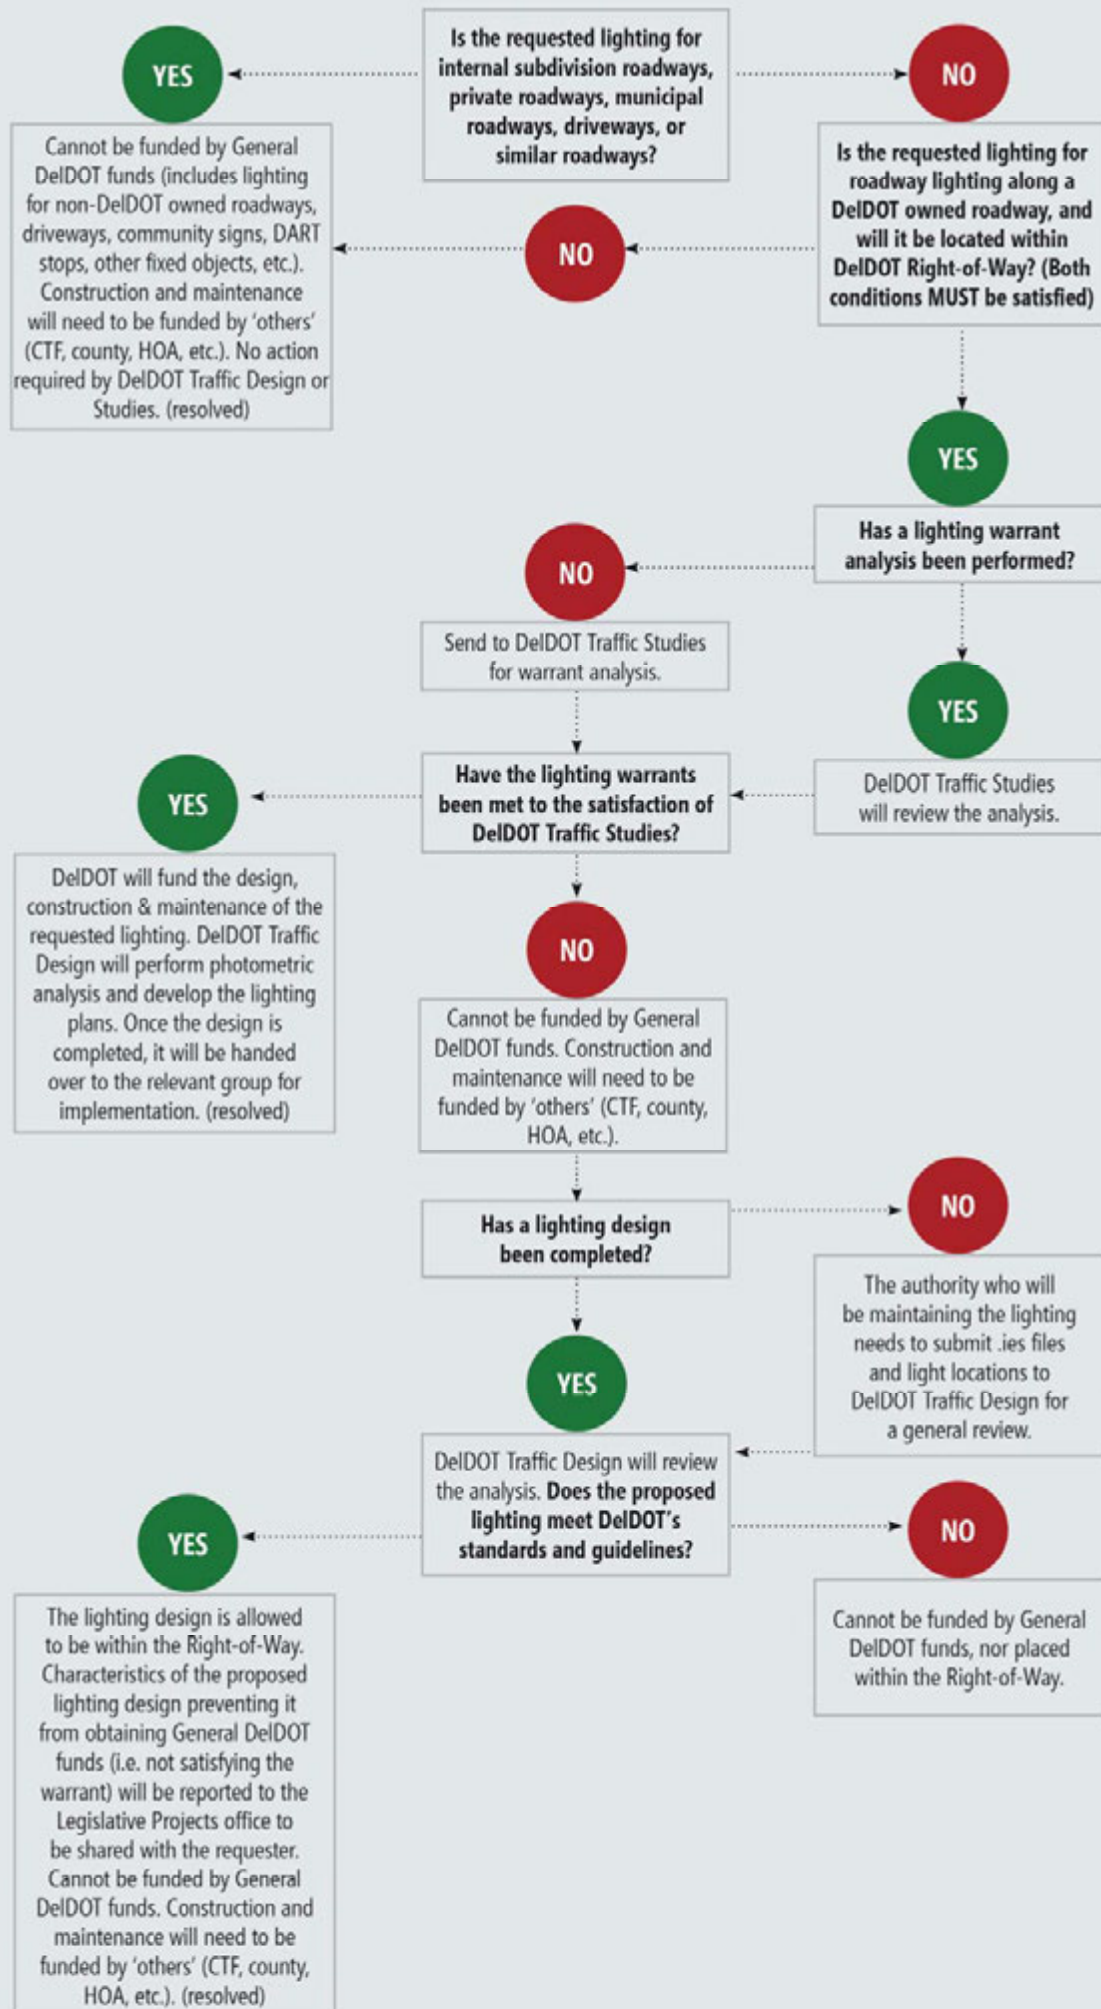 YES
Is the requested lighting for
internal subdivision roadways,
private roadways, municipal
roadways, driveways, or
similar roadways?
NO
Cannot be funded by General
DelDOT funds (includes lighting
for non-DelDOT owned roadways,
driveways, community signs, DART
stops, other fixed objects, etc.).
Construction and maintenance
will need to be funded by ‘others’
(CTF, county, HOA, etc.). No action
required by DelDOT Traffic Design or
Studies. (resolved)
NO
Is the requested lighting for
roadway lighting along a
DelDOT owned roadway, and
will it be located within
DelDOT Right-of-Way? (Both
conditions MUST be satisfied)
YES
Has a lighting warrant
analysis been performed?
NO
Send to DelDOT Traffic Studies
for warrant analysis.
YES
DelDOT Traffic Studies
will review the analysis.
Have the lighting warrants
been met to the satisfaction of
DelDOT Traffic Studies?
YES
DelDOT will fund the design,
construction & maintenance of the
requested lighting. DelDOT Traffic
Design will perform photometric
analysis and develop the lighting
plans. Once the design is
completed, it will be handed
over to the relevant group for
implementation. (resolved)
NO
Cannot be funded by General
DelDOT funds. Construction and
maintenance will need to be
funded by ‘others’ (CTF, county,
HOA, etc.).
Has a lighting design
been completed?
NO
The authority who will
be maintaining the lighting
needs to submit .ies files
and light locations to
DelDOT Traffic Design for
a general review.
YES
DelDOT Traffic Design will review
the analysis. Does the proposed
lighting meet DelDOT’s
standards and guidelines?
YES
The lighting design is allowed
to be within the Right-of-Way.
Characteristics of the proposed
lighting design preventing it
from obtaining General DelDOT
funds (i.e. not satisfying the
warrant) will be reported to the
Legislative Projects office to
be shared with the requester.
Cannot be funded by General
DelDOT funds. Construction and
maintenance will need to be
funded by ‘others’ (CTF, county,
HOA, etc.). (resolved)
NO
Cannot be funded by General
DelDOT funds, nor placed
within the Right-of-Way.